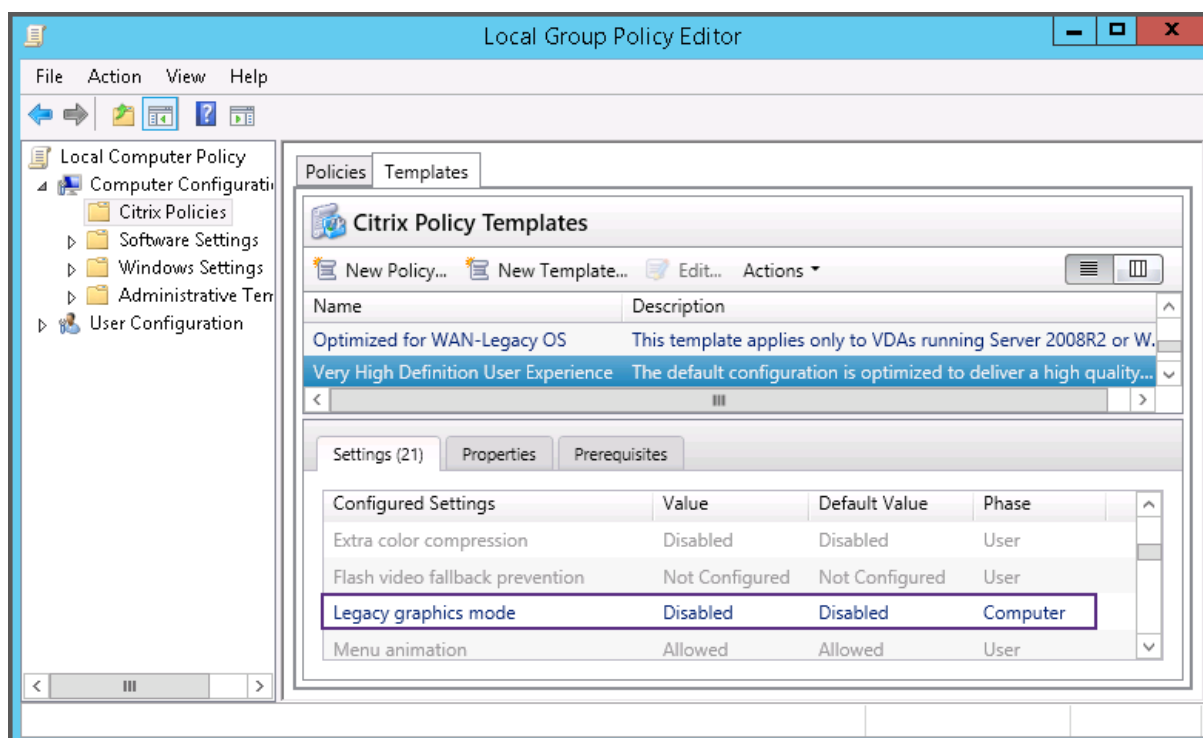 Local Group Policy Editor
File Action View Help
Local Computer Policy
Computer Configurati
Citrix Policies
Software Settings
Windows Settings
Administrative Tem
User Configuration
Policies Templates
Citrix Policy Templates
New Policy... New Template... Edit... Actions
Name Description
Optimized for WAN-Legacy OS This template applies only to VDAs running Server 2008R2 or W.
Very High Definition User Experience The default configuration is optimized to deliver a high quality...
Settings (21) Properties Prerequisites
Configured Settings Value Default Value Phase
Extra color compression Disabled Disabled User
Flash video fallback prevention Not Configured Not Configured User
Legacy graphics mode Disabled Disabled Computer
Menu animation Allowed Allowed User